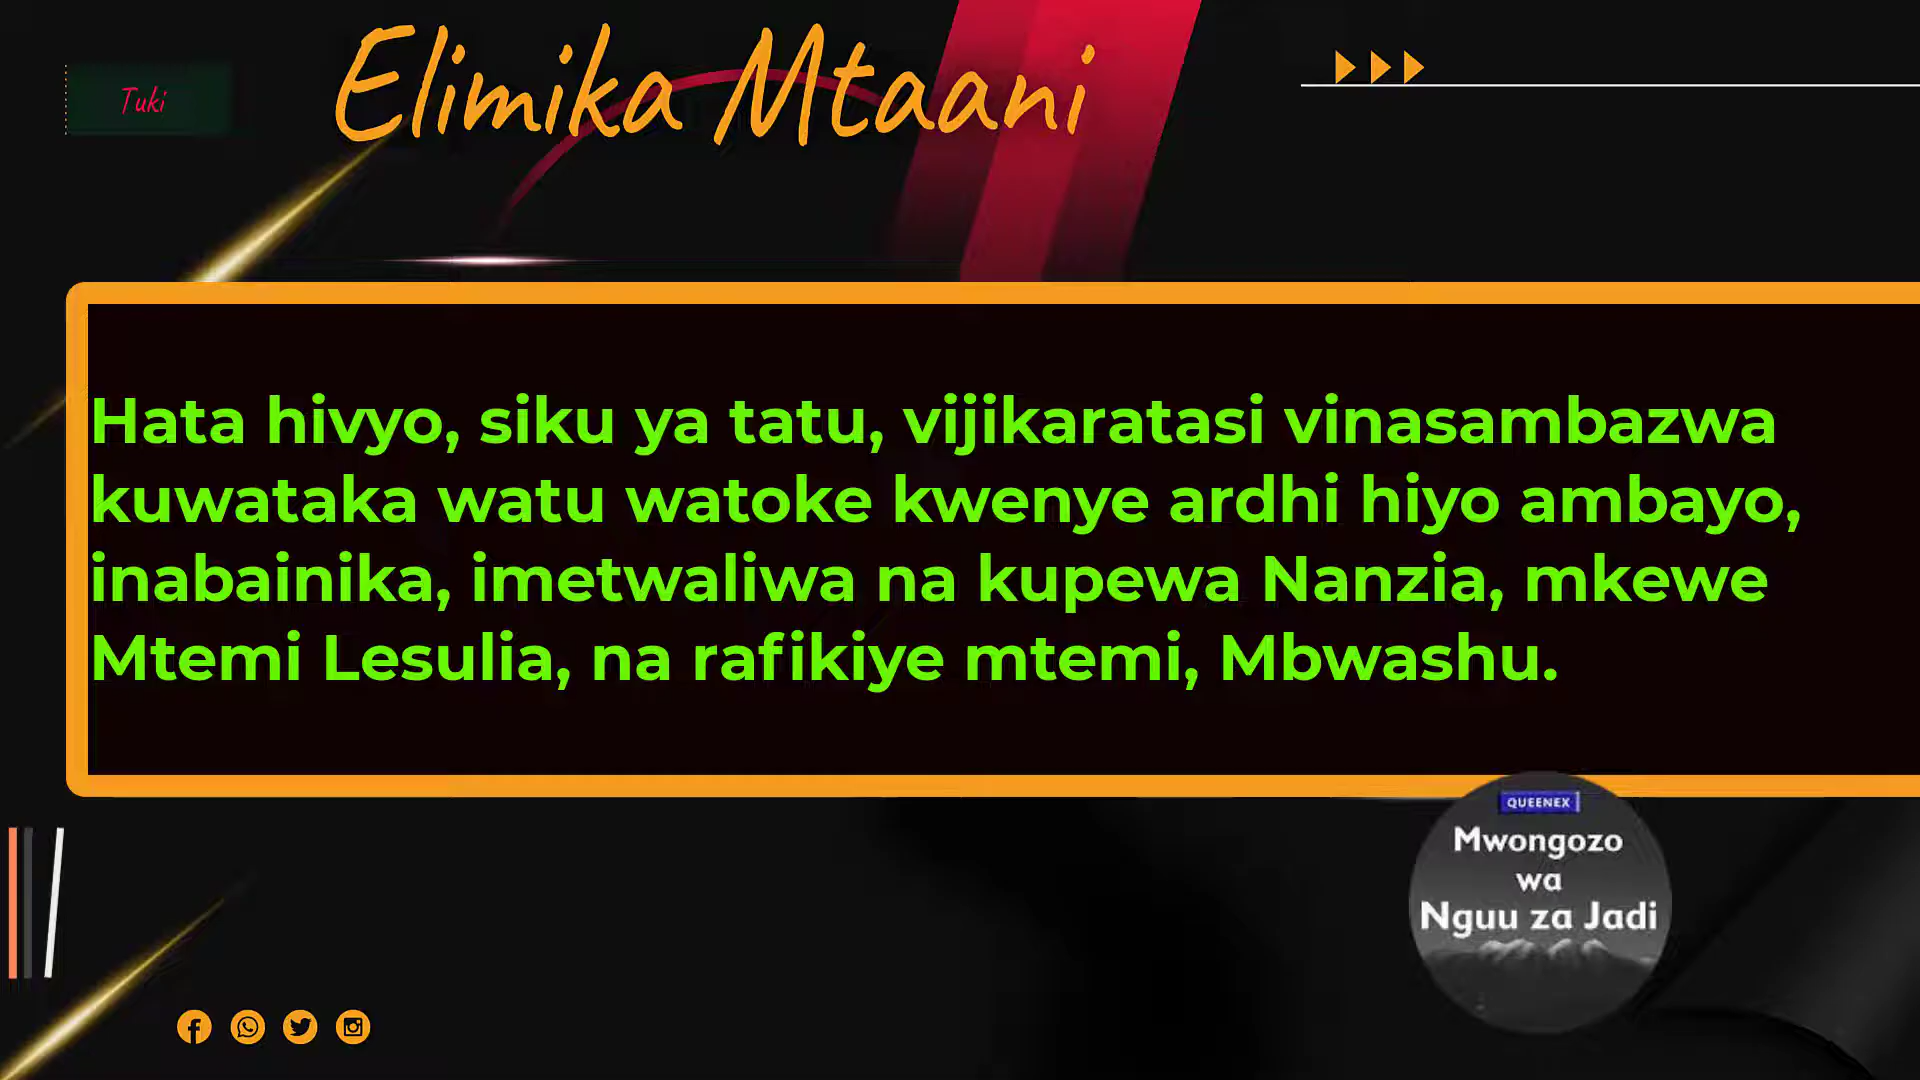 Tuki
Elimika Mtaani
Hata hivyo, siku ya tatu, vijikaratasi vinasambazwa
kuwataka watu watoke kwenye ardhi hiyo ambayo,
inabainika, imetwaliwa na kupewa Nanzia, mkewe
Mtemi Lesulia, na rafikiye mtemi, Mbwashu.
QUEENEX
Mwongozo
wa
Nguu za Jadi